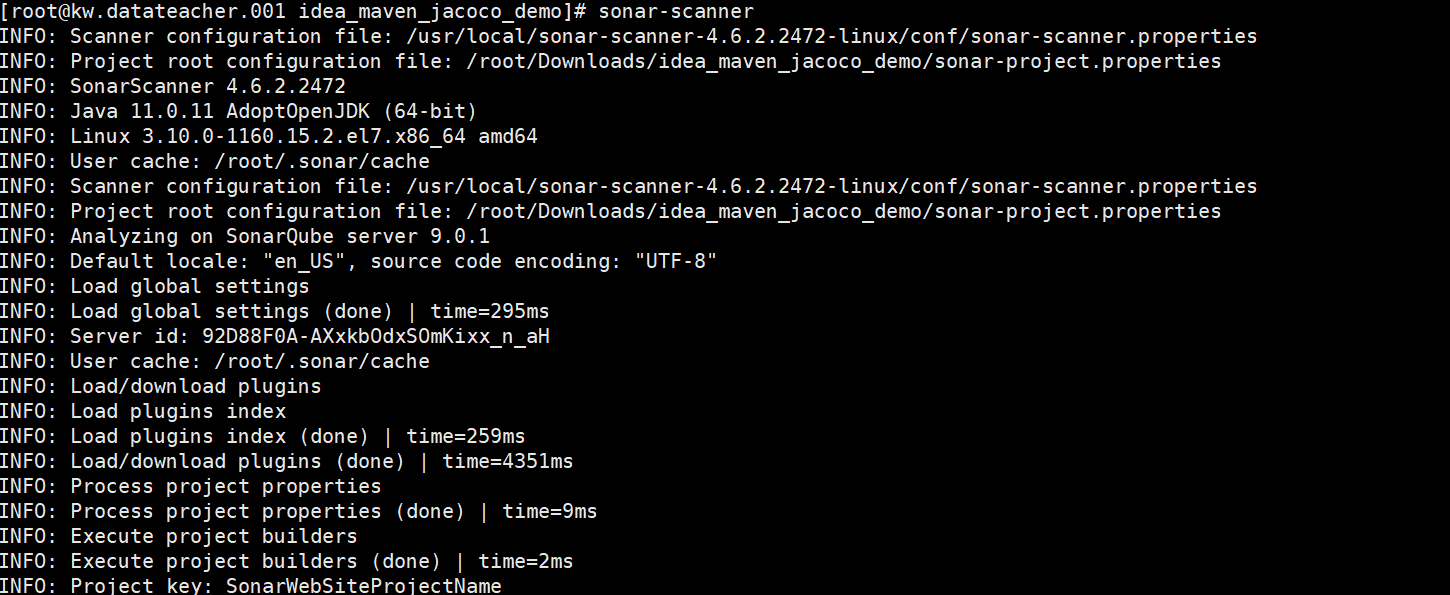 [root@kw.datateacher.001 idea_maven_jacoco_demo]# sonar-scanner
INFO: Scanner configuration file: /usr/local/sonar-scanner-4.6.2.2472-linux/conf/sonar-scanner.properties
INFO: Project root configuration file: /root/Downloads/idea_maven_jacoco_demo/sonar-project.properties
INFO: SonarScanner 4.6.2.2472
INFO: Java 11.0.11 AdoptOpenJDK (64-bit)
INFO: Linux 3.10.0-1160.15.2.el7.x86_64 amd64
INFO: User cache: /root/.sonar/cache
INFO: Scanner configuration file: /usr/local/sonar-scanner-4.6.2.2472-linux/conf/sonar-scanner.properties
INFO: Project root configuration file: /root/Downloads/idea_maven_jacoco_demo/sonar-project.properties
INFO: Analyzing on SonarQube server 9.0.1
INFO: Default locale: "en_US", source code encoding: "UTF-8"
INFO: Load global settings
INFO: Load global settings (done) | time=295ms
INFO: Server id: 92D88F0A-AXxkbOdxSOmKixx_n_aH
INFO: User cache: /root/.sonar/cache
INFO: Load/download plugins
INFO: Load plugins index
INFO: Load plugins index (done) | time=259ms
INFO: Load/download plugins (done) | time=4351ms
INFO: Process project properties
INFO: Process project properties (done) | time=9ms
INFO: Execute project builders
INFO: Execute project builders (done) | time=2ms
INFO: Project key: SonarWebSiteProjectName